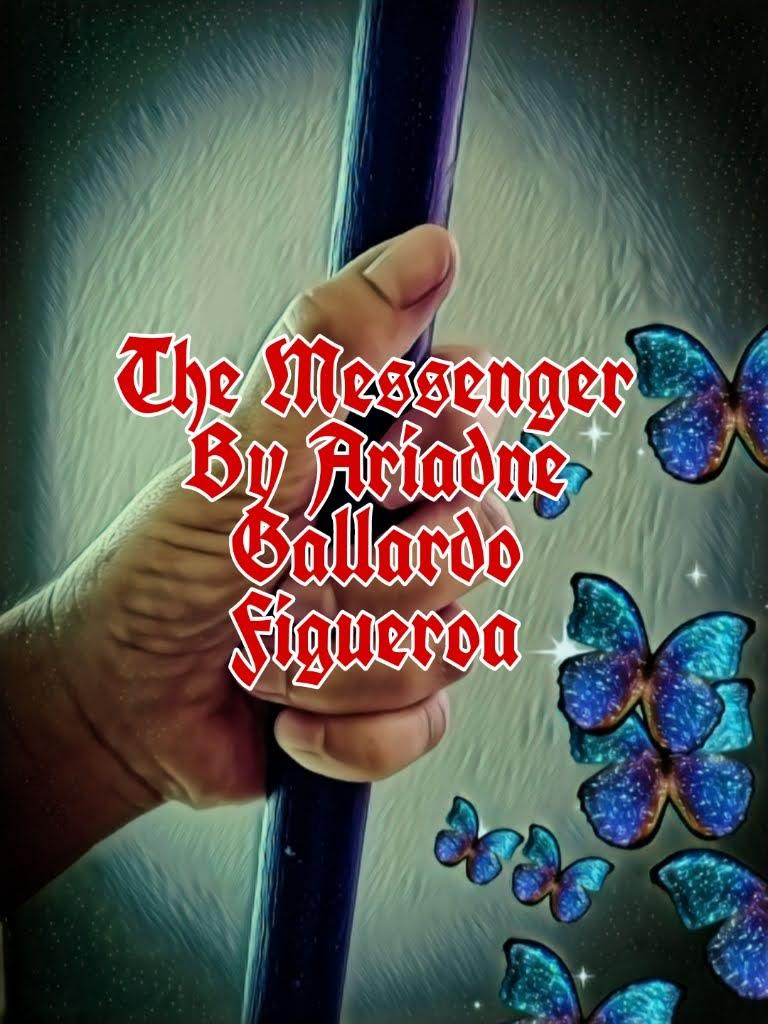 The Messenger
By Ariadne
Gallardo
Figueroa